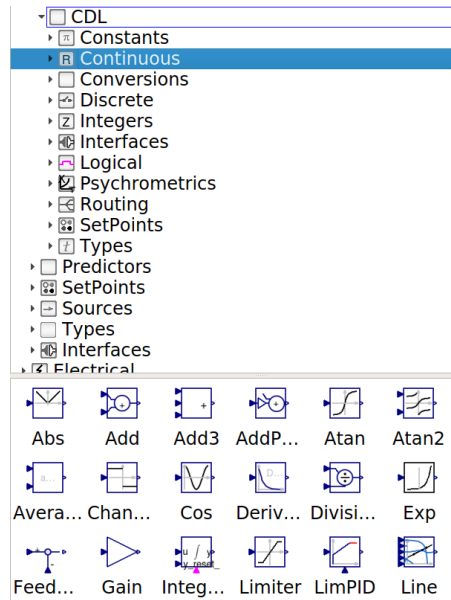 CDL
π Constants
R Continuous
Conversions
Discrete
Z Integers
Interfaces
Logical
Psychrometrics
Routing
SetPoints
t Types
Predictors
SetPoints
Sources
Types
Interfaces
Electrical
+
+
+
Abs Add Add3 AddP... Atan Atan2
a... D...
Avera... Chan... Cos Deriv... Divisi... Exp
+ -
u / y
y_reset_
Feed... Gain Integ... Limiter LimPID Line